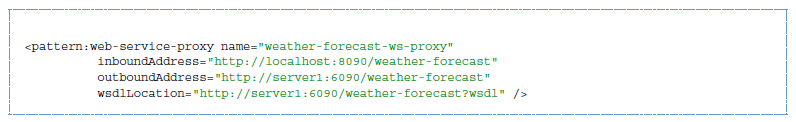 <pattern:web-service-proxy name="weather-forecast-ws-proxy"
inboundAddress="http://localhost:8090/weather-forecast"
outboundAddress="http://server1:6090/weather-forecast"
wsdlLocation="http://server1:6090/weather-forecast?wsdl" />